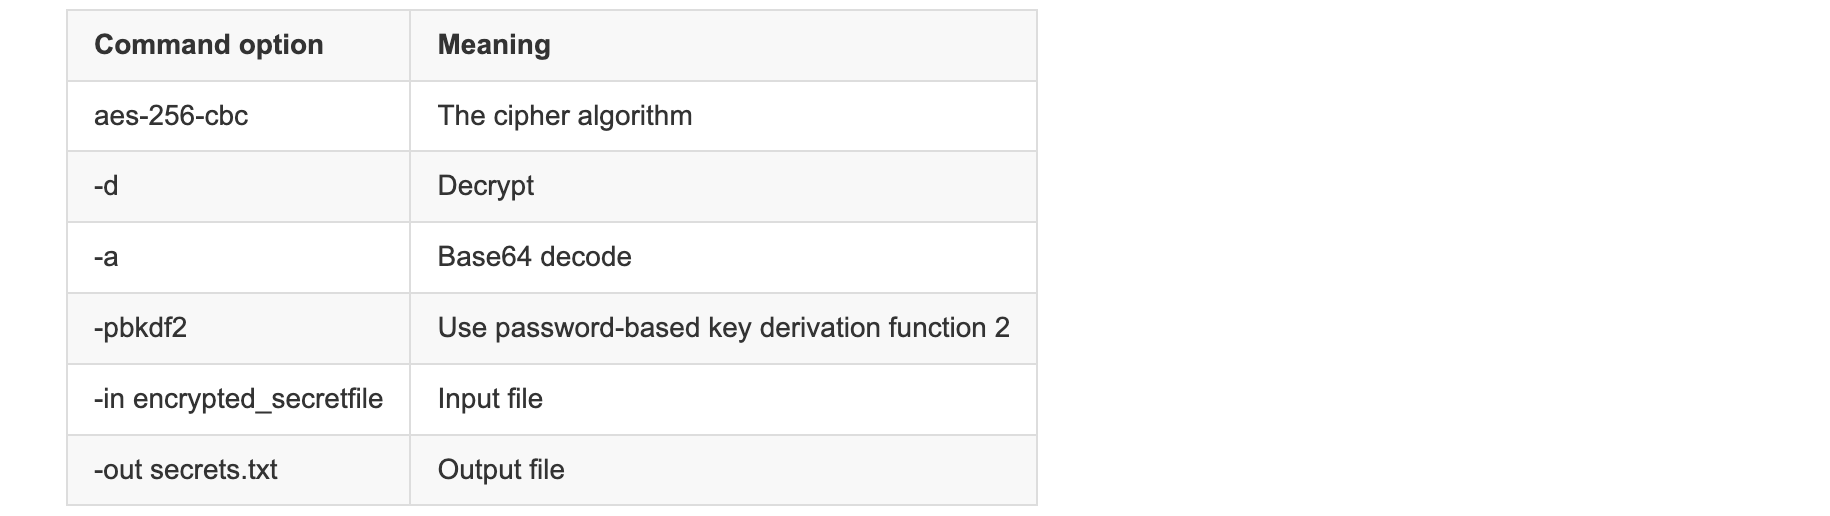 Command option Meaning
aes-256-cbc The cipher algorithm
-d Decrypt
-a Base64 decode
-pbkdf2 Use password-based key derivation function 2
-in encrypted_secretfile Input file
-out secrets.txt Output file